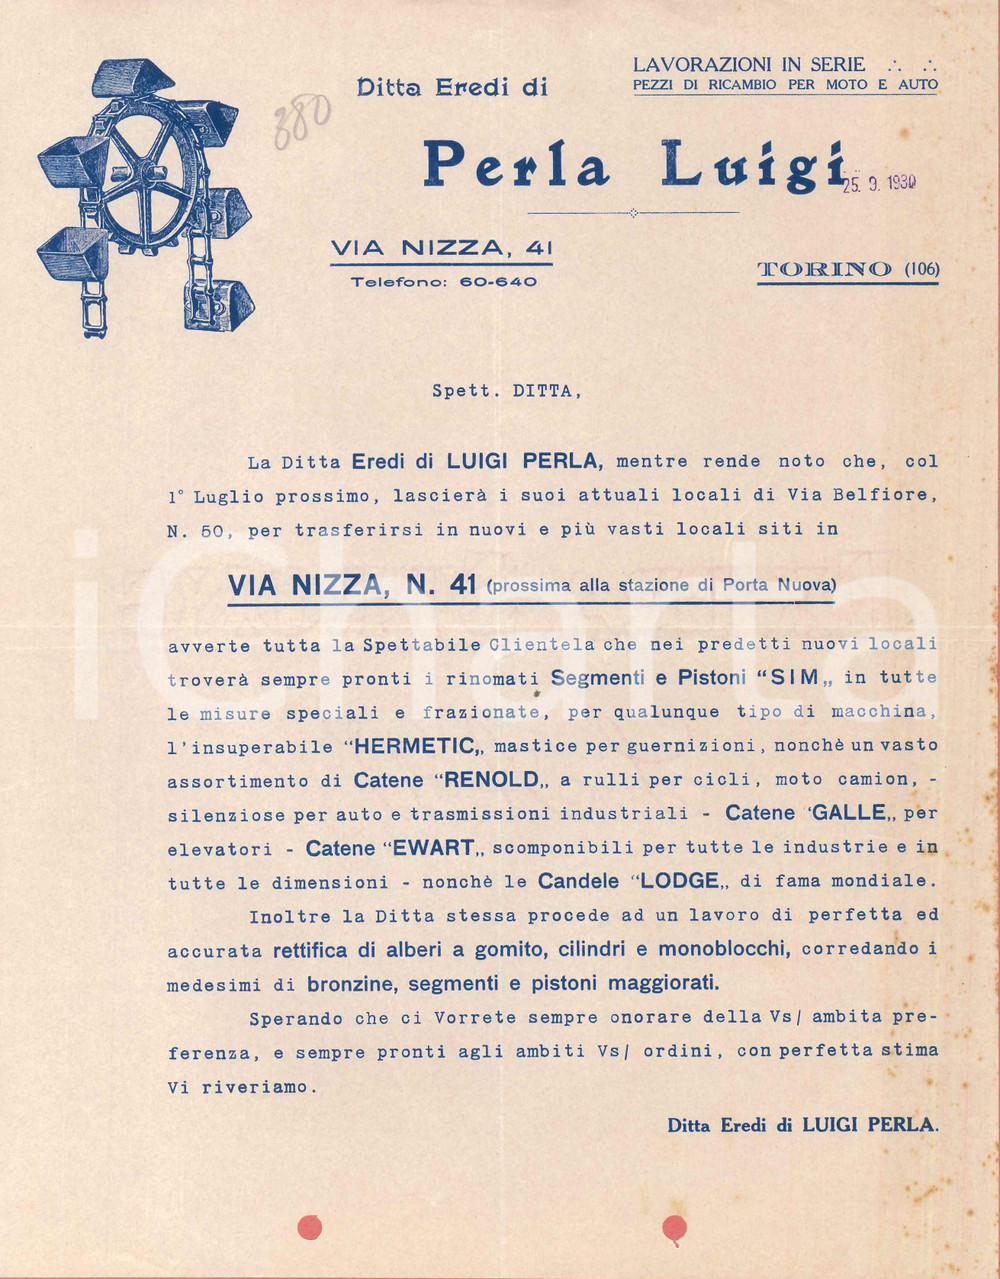 LAVORAZIONI IN SERIE
PEZZI DI RICAMBIO PER MOTO E AUTO
Ditta Eredi di
380
Perla Luigi
25. 9. 1930
VIA NIZZA, 41
Telefono: 60-640
TORINO (106)
Spett. DITTA,
La Ditta Eredi di LUIGI PERLA, mentre rende noto che, col
1° Luglio prossimo, lascierà i suoi attuali locali di Via Belfiore,
N. 50, per trasferirsi in nuovi e più vasti locali siti in
VIA NIZZA, N. 41 (prossima alla stazione di Porta Nuova)
avverte tutta la Spettabile Clientela che nei predetti nuovi locali
troverà sempre pronti i rinomati Segmenti e Pistoni “SIM„ in tutte
le misure speciali e frazionate, per qualunque tipo di macchina,
l'insuperabile “HERMETIC„ mastice per guernizioni, nonchè un vasto
assortimento di Catene “RENOLD„ a rulli per cicli, moto camion, -
silenziose per auto e trasmissioni industriali - Catene ‘GALLE„ per
elevatori - Catene “EWART„ scomponibili per tutte le industrie e in
tutte le dimensioni - nonchè le Candele “LODGE„ di fama mondiale.
Inoltre la Ditta stessa procede ad un lavoro di perfetta ed
accurata rettifica di alberi a gomito, cilindri e monoblocchi, corredando i
medesimi di bronzine, segmenti e pistoni maggiorati.
Sperando che ci Vorrete sempre onorare della Vs/ ambita pre-
ferenza, e sempre pronti agli ambiti Vs/ ordini, con perfetta stima
Vi riveriamo.
Ditta Eredi di LUIGI PERLA.
iCharta